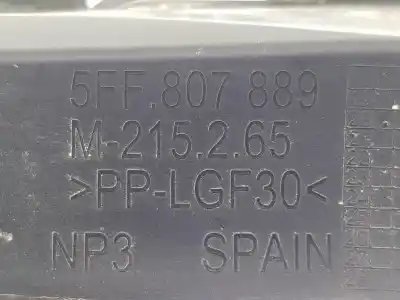 5FF.807 889
M-215.2.65
>PP-LGF30<
NP3 SPAIN